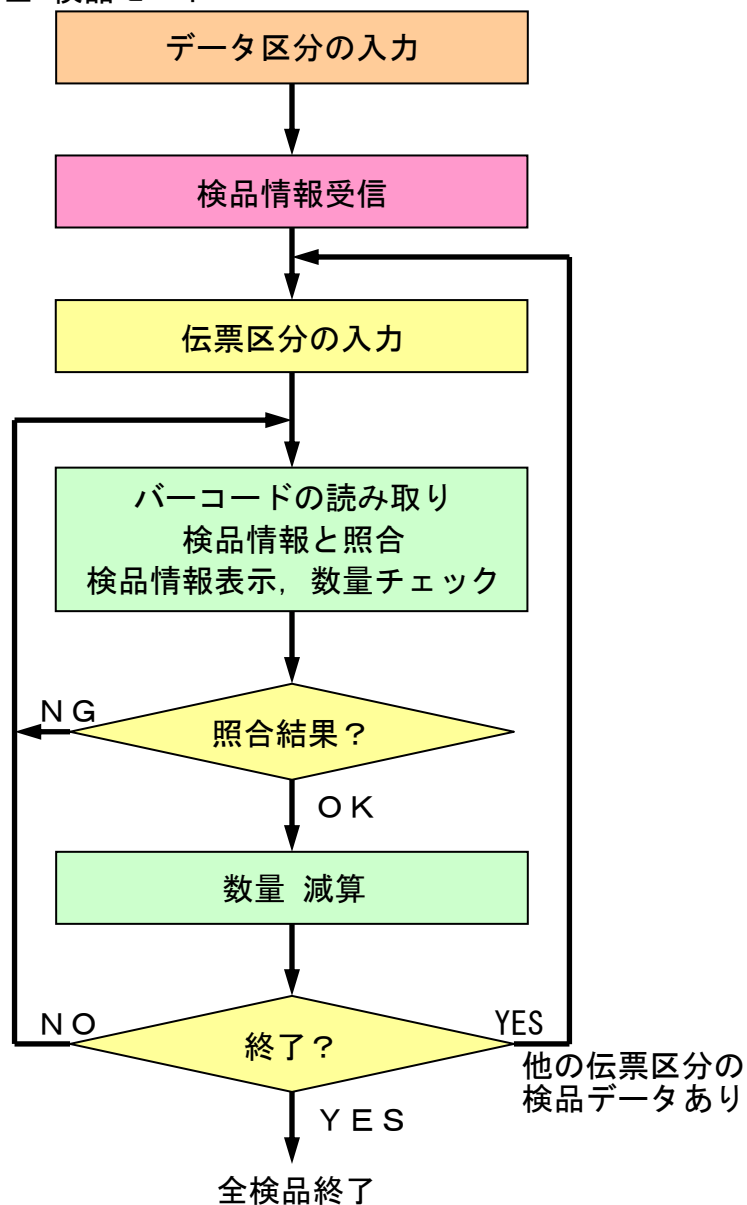 データ区分の入力
検品情報受信
伝票区分の入力
バーコードの読み取り
検品情報と照合
検品情報表示，数量チェック
ＮＧ
照合結果？
ＯＫ
数量 減算
ＮＯ
終了？
YES
他の伝票区分の
検品データあり
ＹＥＳ
全検品終了